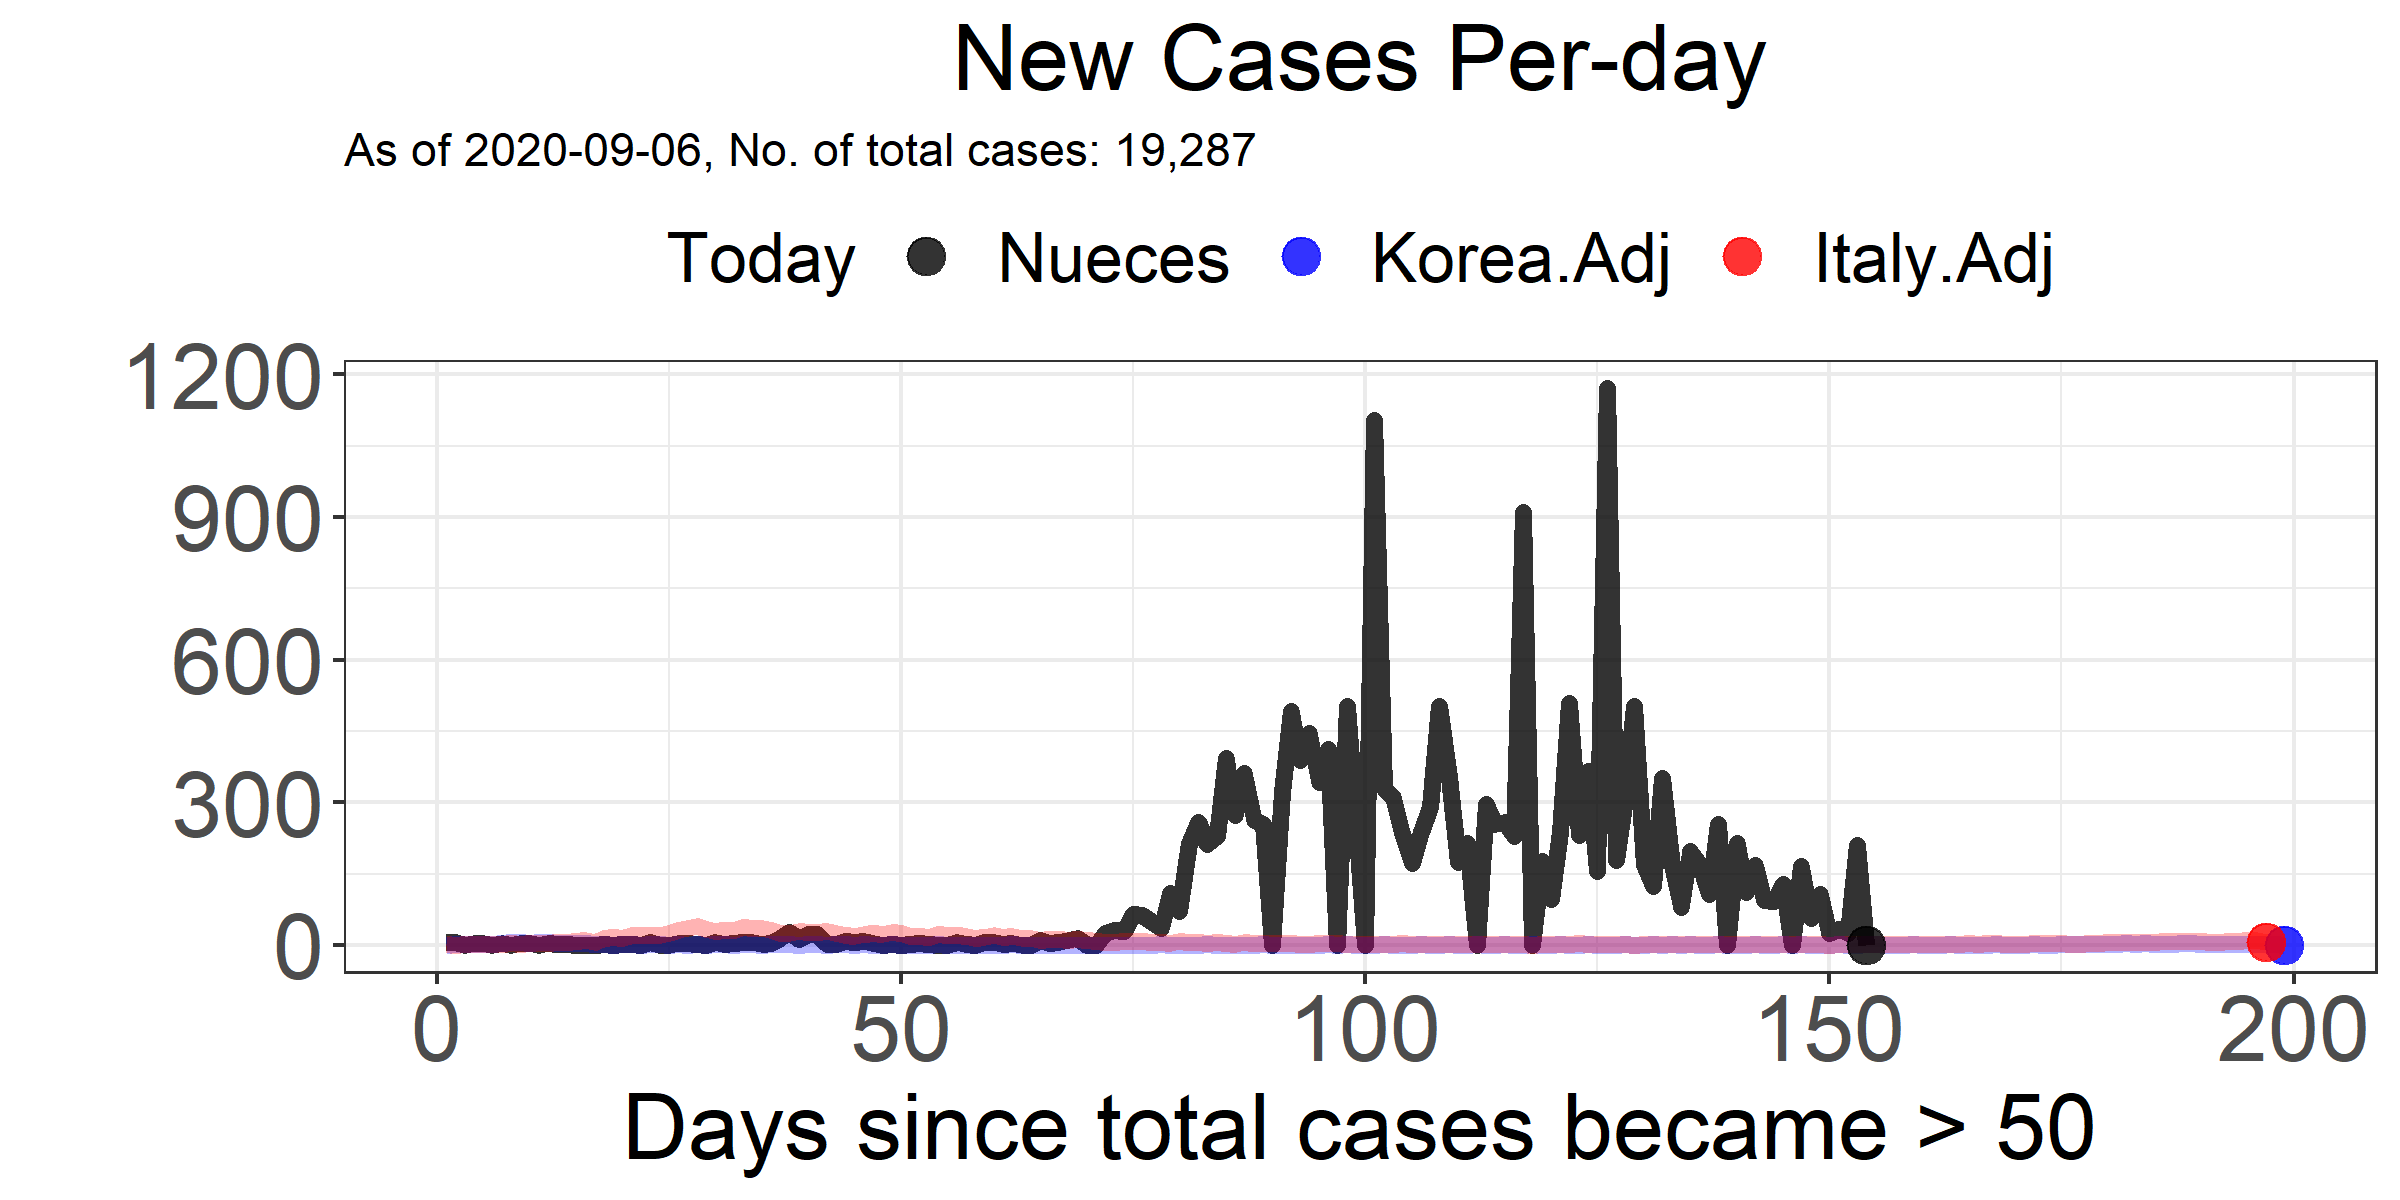 New Cases Per-day
As of 2020-09-06, No. of total cases: 19,287
Today Nueces Korea.Adj Italy.Adj
1200
900
600
300
0
0 50 100 150 200
Days since total cases became > 50